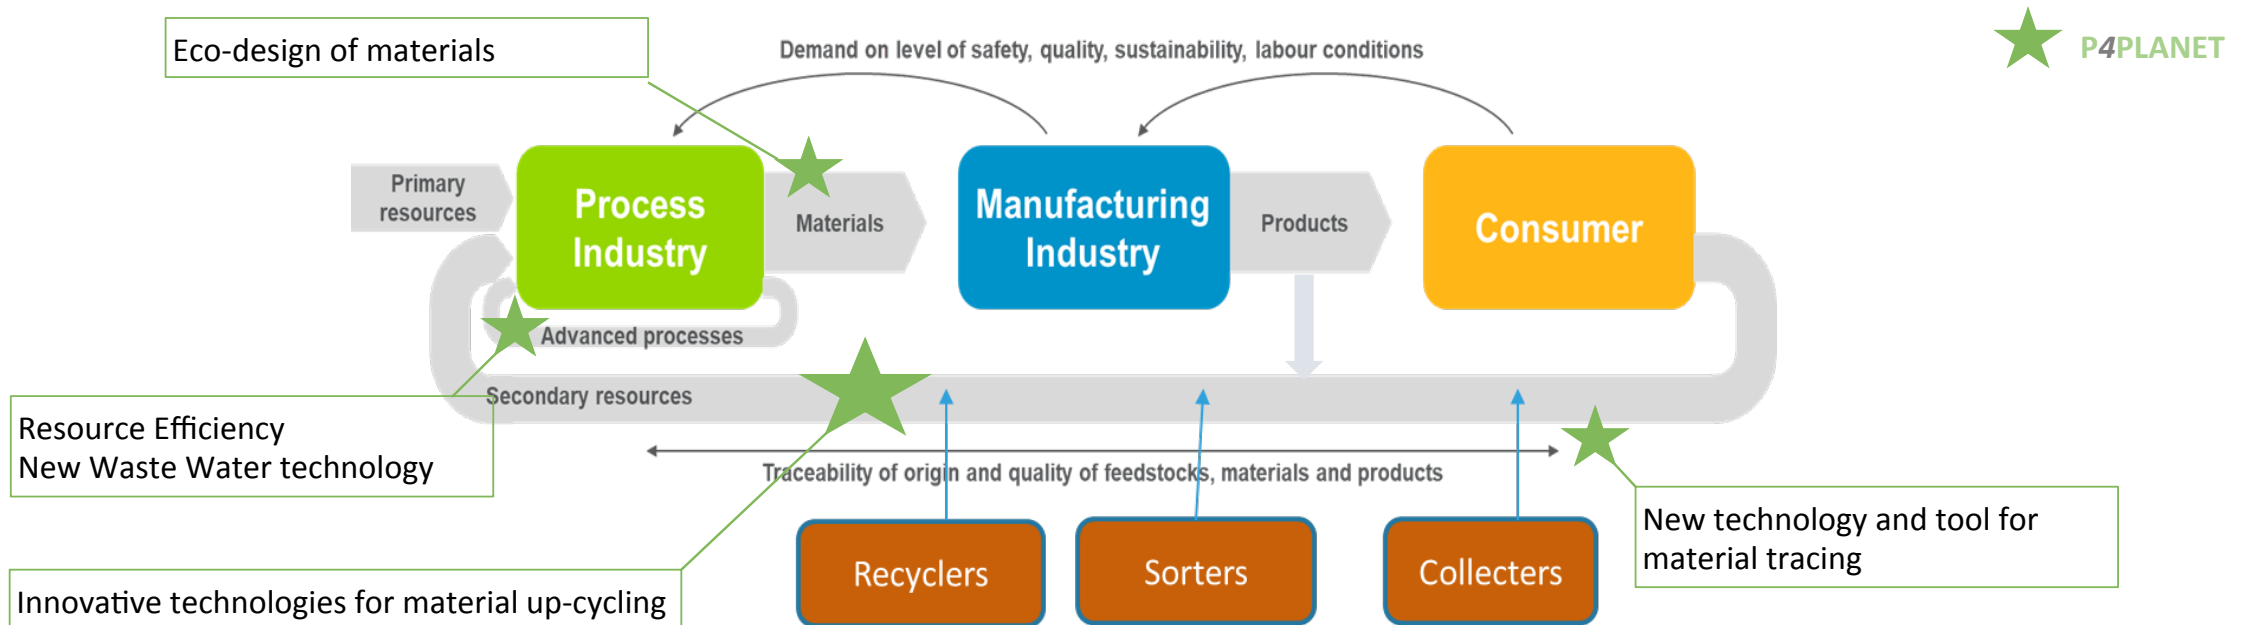 Eco-design of materials
Demand on level of safety, quality, sustainability, labour conditions
P4PLANET
Primary
resources
Process
Industry
Materials
Manufacturing
Industry
Products
Consumer
Advanced processes
Secondary resources
Resource Efficiency
New Waste Water technology
Traceability of origin and quality of feedstocks, materials and products
New technology and tool for
material tracing
Innovative technologies for material up-cycling
Recyclers
Sorters
Collecters